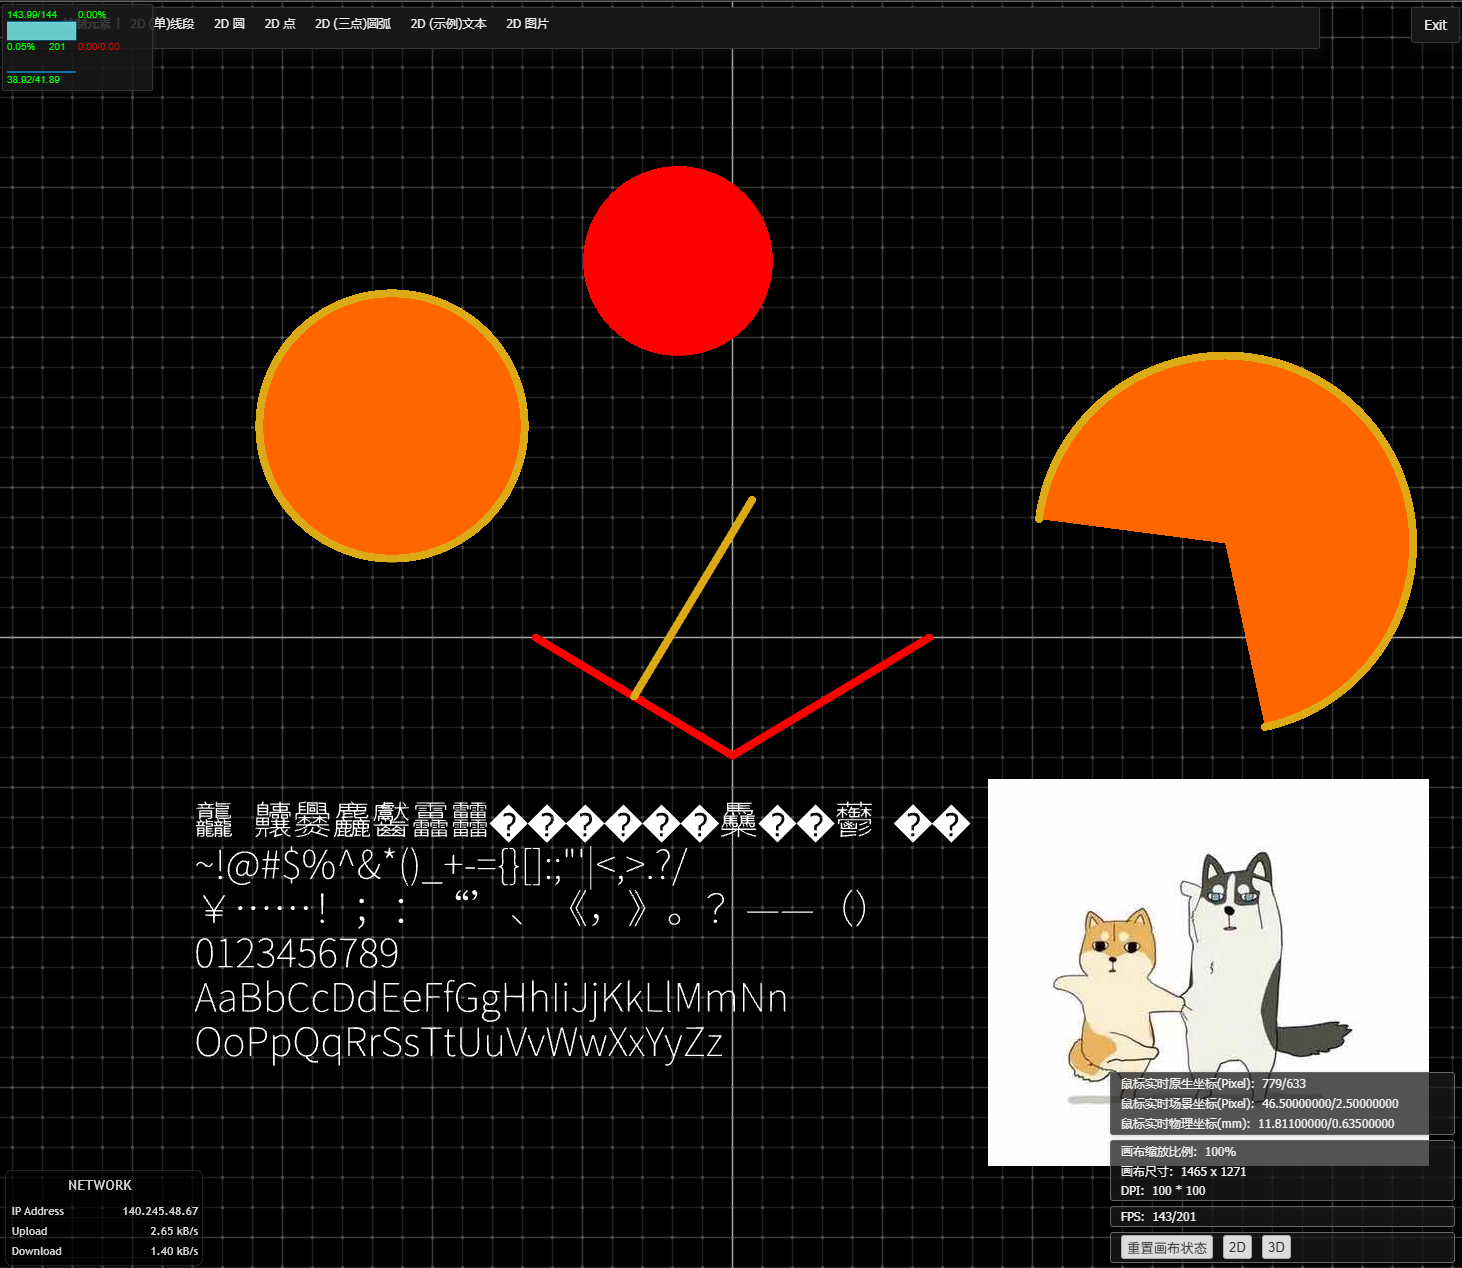 143.99/144 0.00%
0.05% 201 0.00/0.00
38.92/41.89
2D (单)线段 2D 圆 2D 点 2D (三点)圆弧 2D (示例)文本 2D 图片
Exit
龘 齉爨麤龡靐龗������驫��鬱 ��
~!@#$%^&*()_+-={}[]:;"'|<,>.?/
￥……！；： “’ 、 《，》。？——（）
0123456789
AaBbCcDdEeFfGgHhIiJjKkLlMmNn
OoPpQqRrSsTtUuVvWwXxYyZz
鼠标实时原生坐标(Pixel)： 779/633
鼠标实时场景坐标(Pixel)： 46.50000000/2.50000000
鼠标实时物理坐标(mm)： 11.81100000/0.63500000
画布缩放比例： 100%
画布尺寸： 1465 x 1271
DPI： 100 * 100
FPS： 143/201
重置画布状态 2D 3D
NETWORK
IP Address 140.245.48.67
Upload 2.65 kB/s
Download 1.40 kB/s